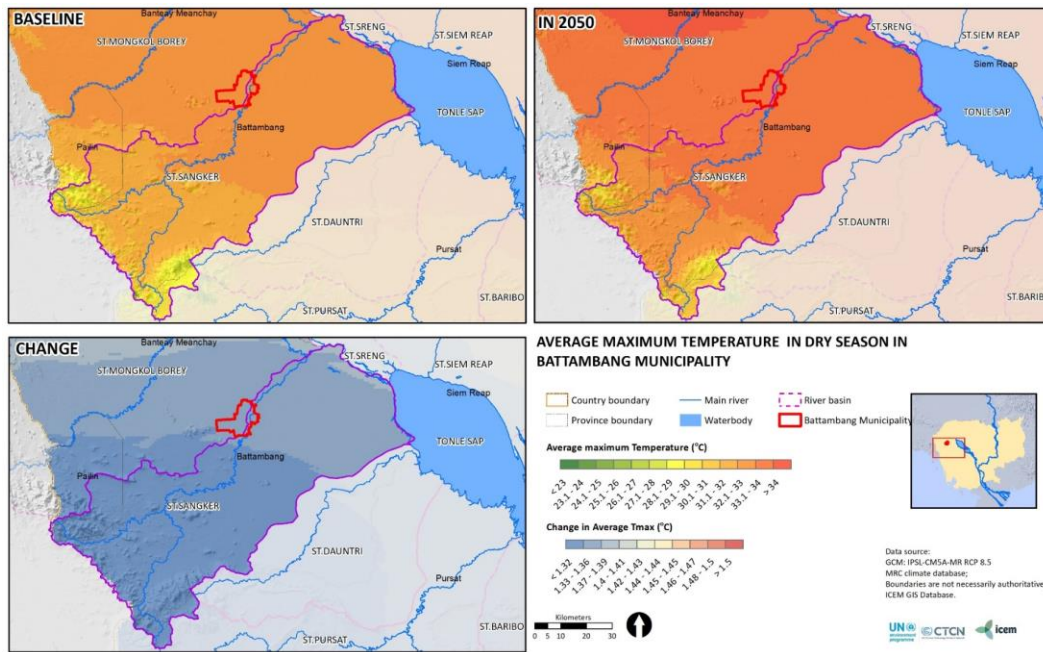 BASELINE
Banteay Meanchey
ST.SRENG
ST.SIEM REAP
ST.MONGKOL BOREY
Siem Reap
TONLE SAP
Battambang
Pailin
ST.SANGKER
ST.DAUNTRI
Pursat
ST.BARIBO
ST.PURSAT
IN 2050
Banteay Meanchey
ST.SRENG
ST.SIEM REAP
ST.MONGKOL BOREY
Siem Reap
TONLE SAP
Battambang
Pailin
ST.SANGKER
ST.DAUNTRI
Pursat
ST.BARIB
ST.PURSAT
CHANGE
Banteay Meanchey
ST.SRENG
ST.SIEM REAP
ST.MONGKOL BOREY
Siem Reap
TONLE SAP
Battambang
Pailin
ST.SANGKER
ST.DAUNTRI
Pursat
ST.BARIBO
ST.PURSAT
AVERAGE MAXIMUM TEMPERATURE IN DRY SEASON IN
BATTAMBANG MUNICIPALITY
Country boundary
Main river
River basin
Province boundary
Waterbody
Battambang Municipality
Average maximum Temperature (°C)
<23
23.1 - 24
24.1 - 25
25.1 - 26
26.1 - 27
27.1 - 28
28.1 - 29
29.1 - 30
30.1 - 31
31.1 - 32
32.1 - 33
33.1 - 34
>34
Change in Average Tmax (°C)
<1.32
1.33 - 1.36
1.37 - 1.39
1.4 - 1.41
1.42 - 1.43
1.44 - 1.44
1.45 - 1.45
1.46 - 1.47
1.48 - 1.5
>1.5
Kilometers
0 5 10 20 30
Data source:
GCM: IPSL-CM5A-MR RCP 8.5
MRC climate database;
Boundaries are not necessarily authoritative
ICEM GIS Database.
UN
environment
programme
CTCN
icem